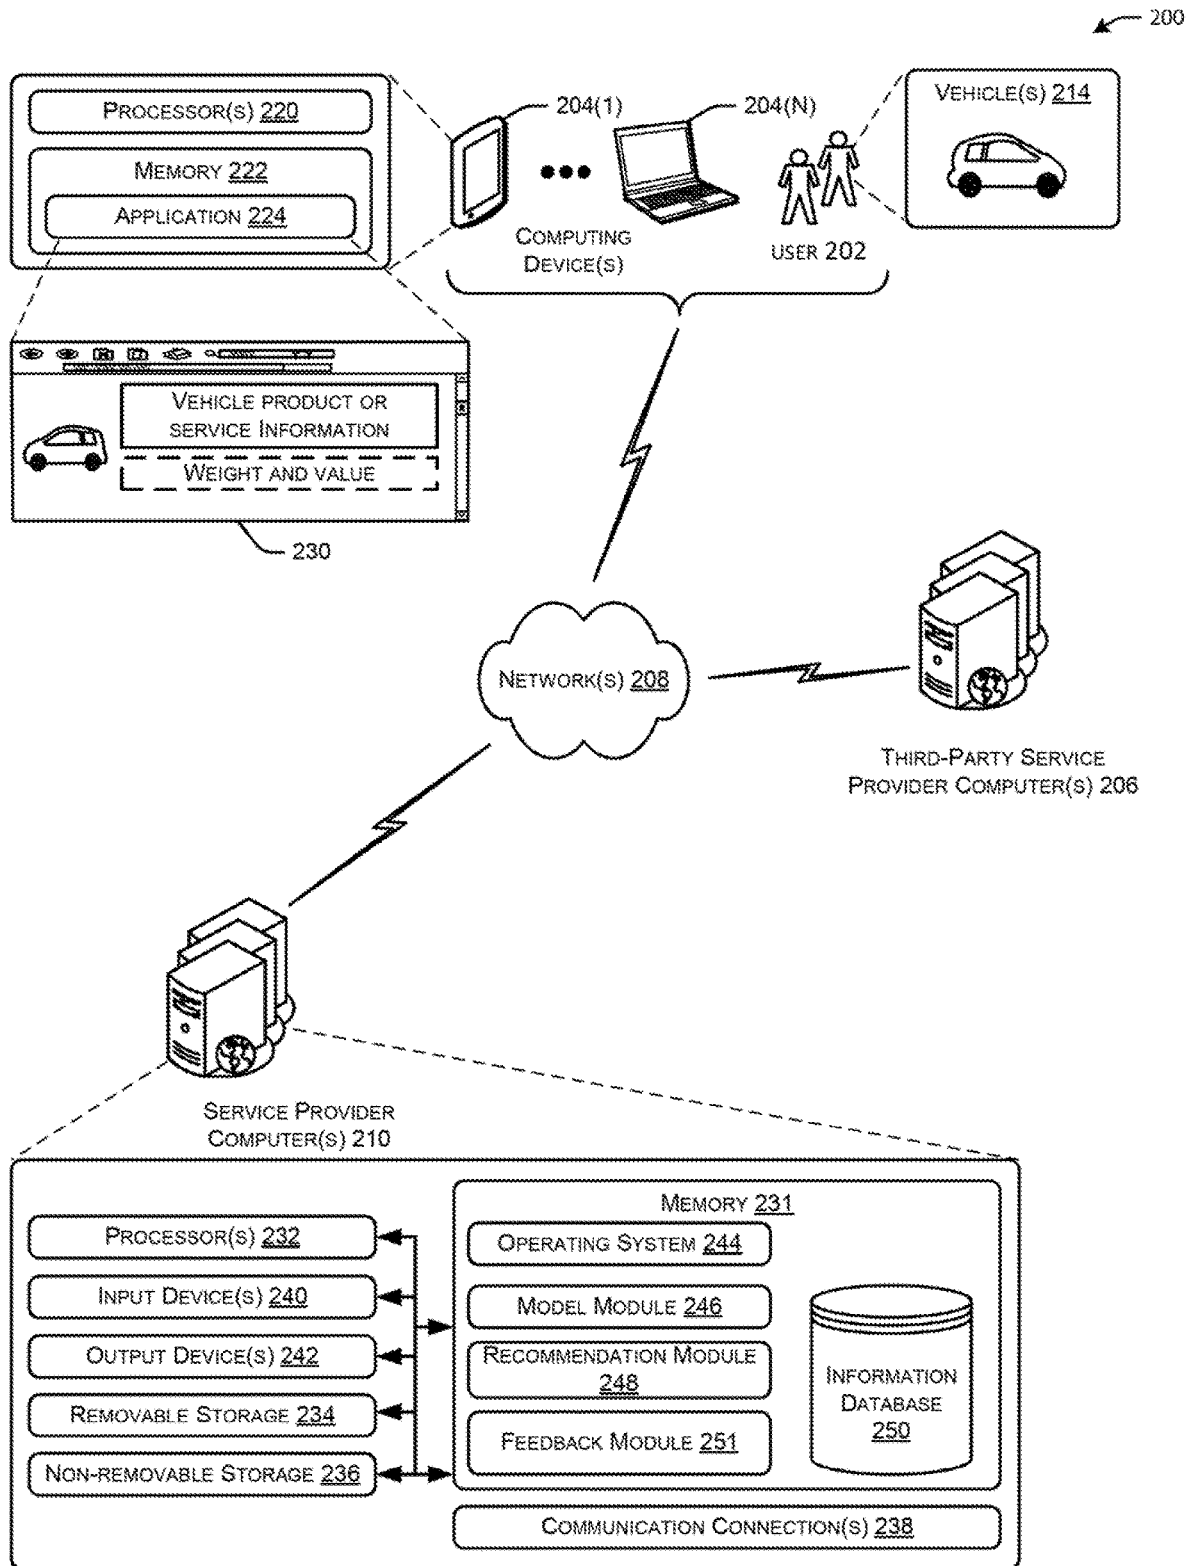 200
PROCESSOR(S) 220
MEMORY 222
APPLICATION 224
204(1)
204(N)
COMPUTING
DEVICE(S)
USER 202
VEHICLE(S) 214
VEHICLE PRODUCT OR
SERVICE INFORMATION
WEIGHT AND VALUE
230
NETWORK(S) 208
THIRD-PARTY SERVICE
PROVIDER COMPUTER(S) 206
SERVICE PROVIDER
COMPUTER(S) 210
PROCESSOR(S) 232
INPUT DEVICE(S) 240
OUTPUT DEVICE(S) 242
REMOVABLE STORAGE 234
NON-REMOVABLE STORAGE 236
MEMORY 231
OPERATING SYSTEM 244
MODEL MODULE 246
RECOMMENDATION MODULE
248
FEEDBACK MODULE 251
INFORMATION
DATABASE
250
COMMUNICATION CONNECTION(S) 238